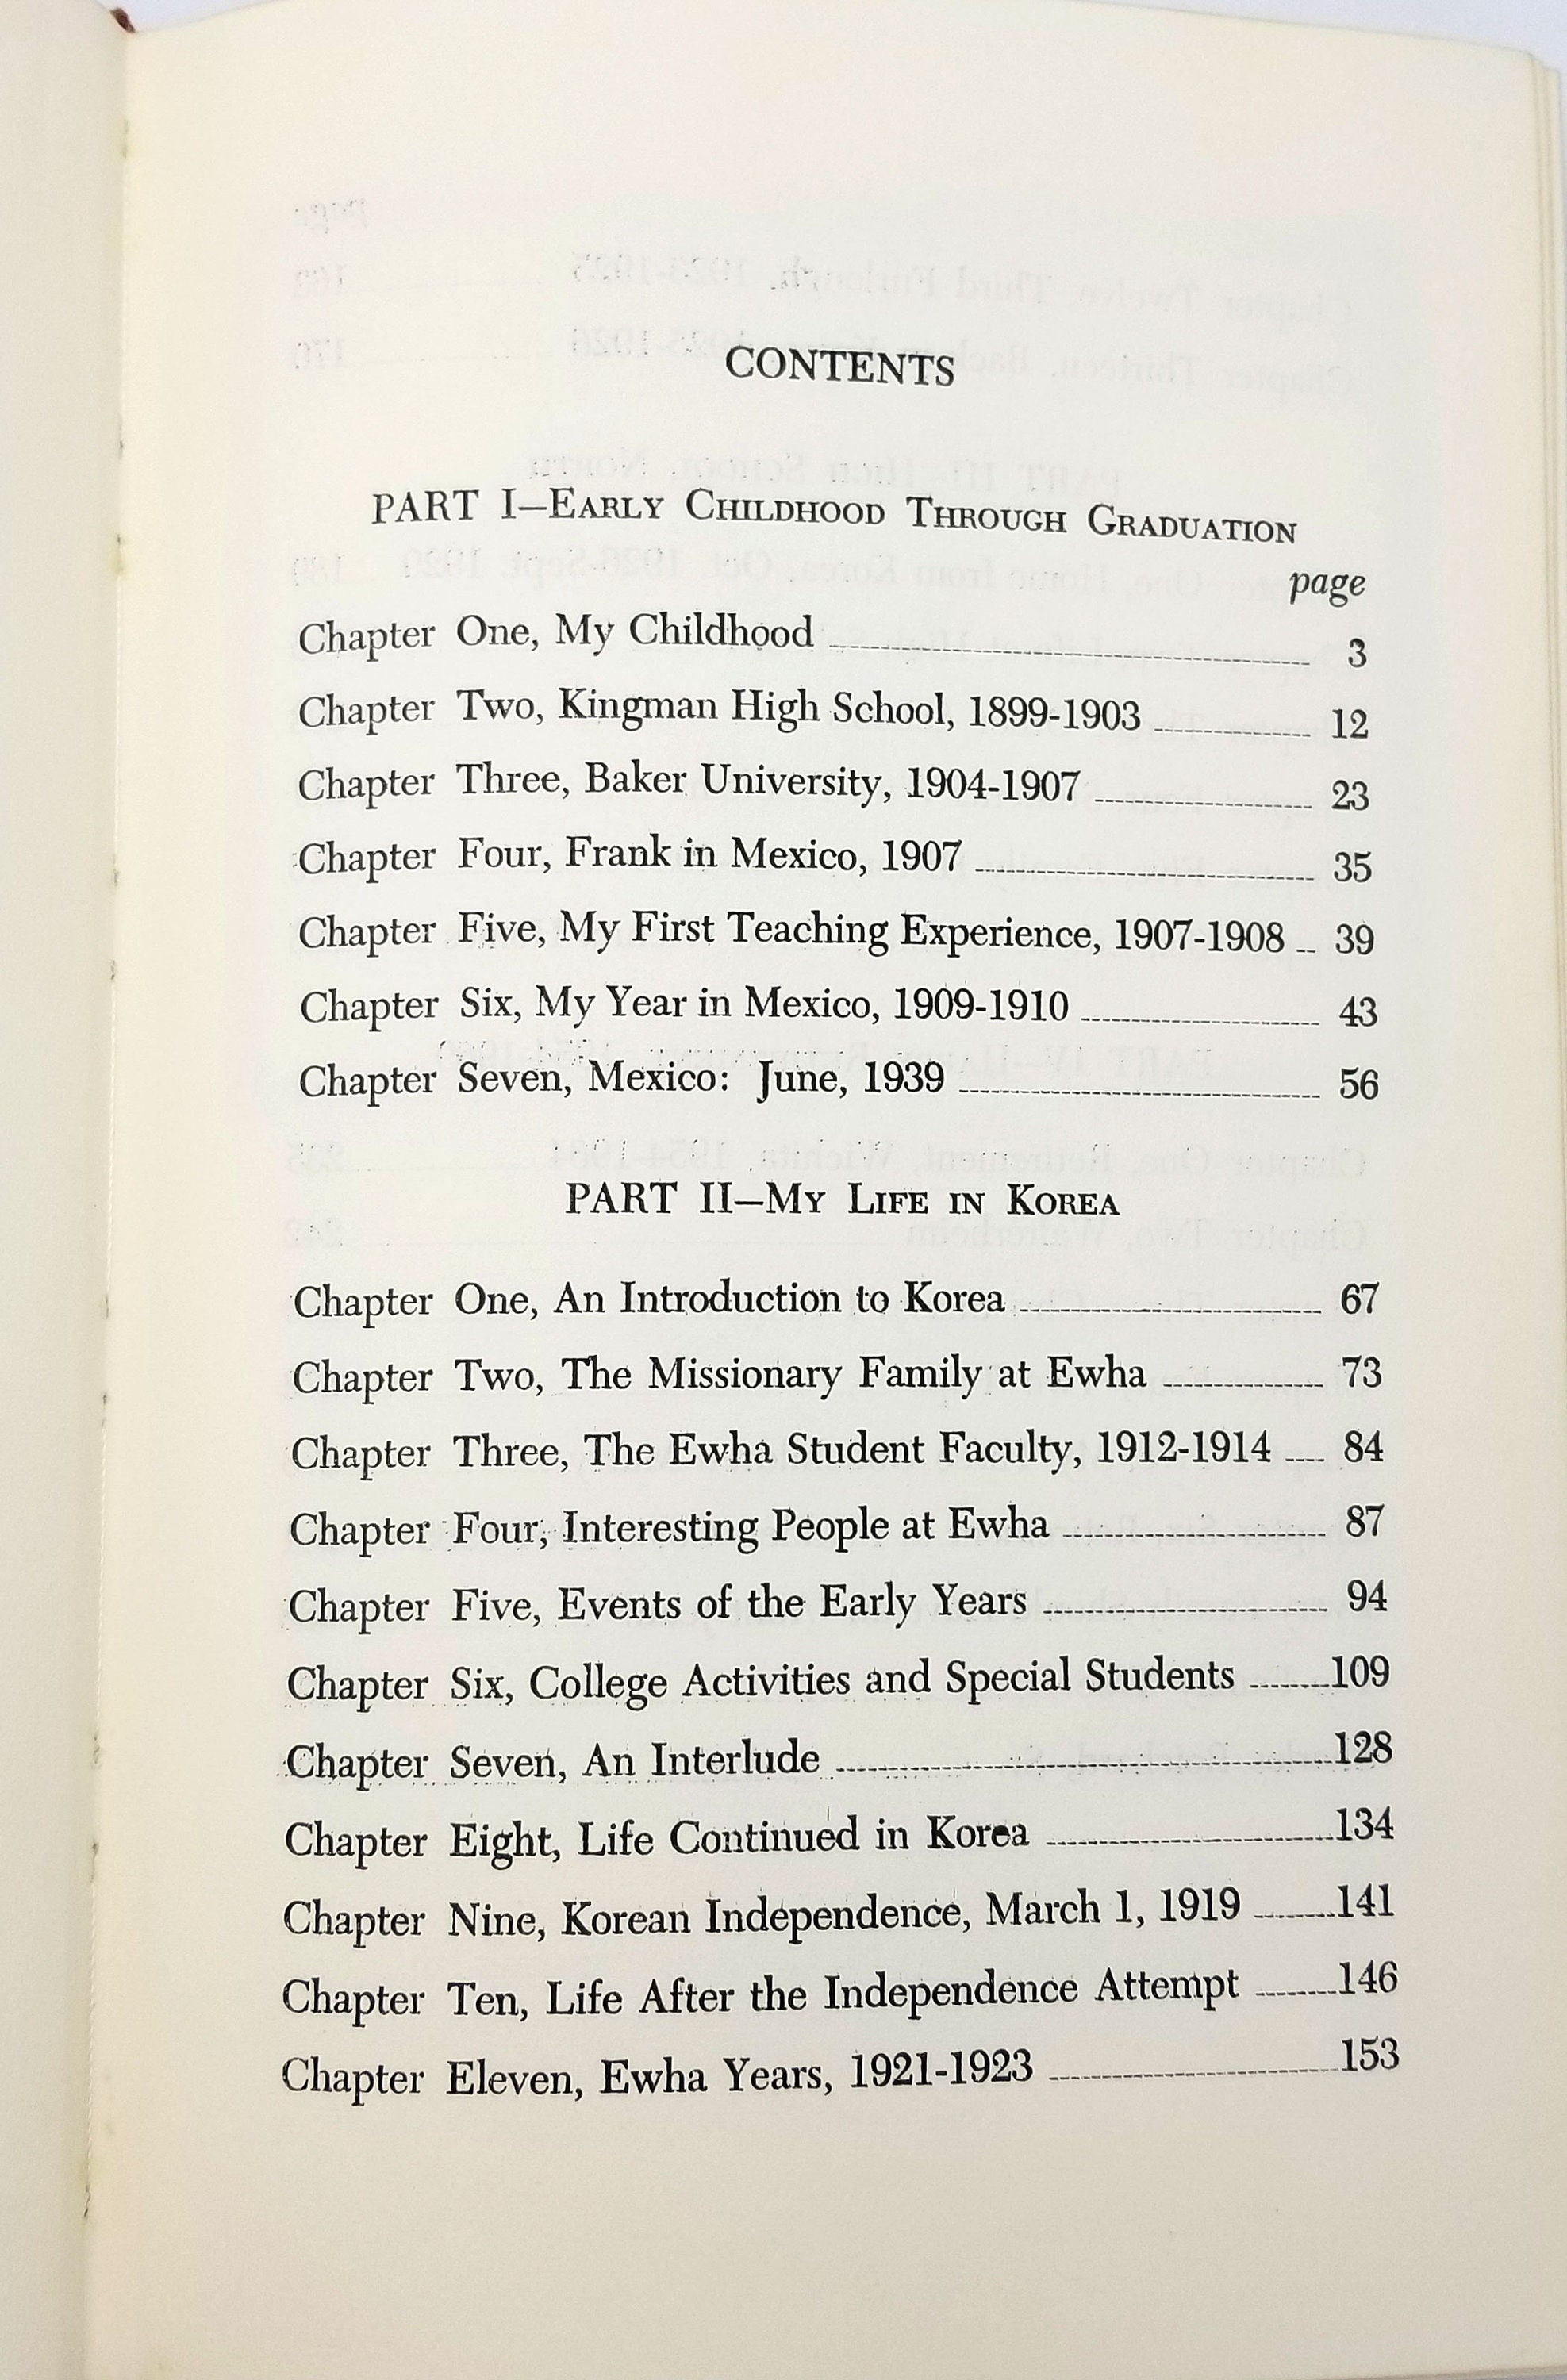 CONTENTS
PART I—Early Childhood Through Graduation
page
Chapter One, My Childhood 3
Chapter Two, Kingman High School, 1899-1903 12
Chapter Three, Baker University, 1904-1907 23
Chapter Four, Frank in Mexico, 1907 35
Chapter Five, My First Teaching Experience, 1907-1908 39
Chapter Six, My Year in Mexico, 1909-1910 43
Chapter Seven, Mexico: June, 1939 56
PART II—My Life in Korea
Chapter One, An Introduction to Korea 67
Chapter Two, The Missionary Family at Ewha 73
Chapter Three, The Ewha Student Faculty, 1912-1914 84
Chapter Four, Interesting People at Ewha 87
Chapter Five, Events of the Early Years 94
Chapter Six, College Activities and Special Students 109
Chapter Seven, An Interlude 128
Chapter Eight, Life Continued in Korea 134
Chapter Nine, Korean Independence, March 1, 1919 141
Chapter Ten, Life After the Independence Attempt 146
Chapter Eleven, Ewha Years, 1921-1923 153